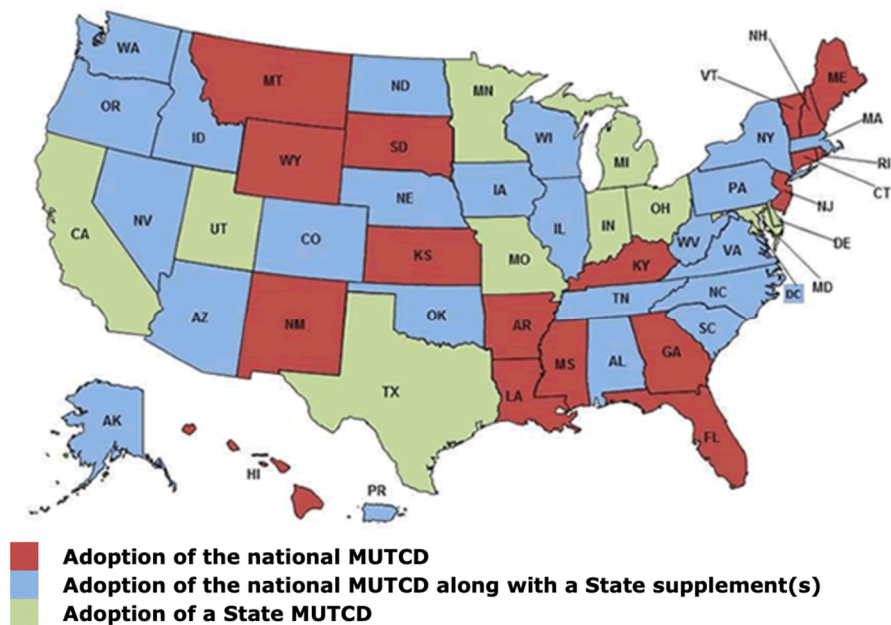 NH
VT
ME
WA
MT
ND
MN
MA
OR
ID
WI
NY
SD
WY
MI
RI
CT
IA
PA
NE
NJ
NV
OH
UT
IL
IN
CA
CO
WV
DE
VA
KS
MO
KY
MD
DC
NC
TN
AZ
OK
NM
AR
SC
MS
AL
GA
TX
LA
AK
FL
HI
PR
Adoption of the national MUTCD
Adoption of the national MUTCD along with a State supplement(s)
Adoption of a State MUTCD